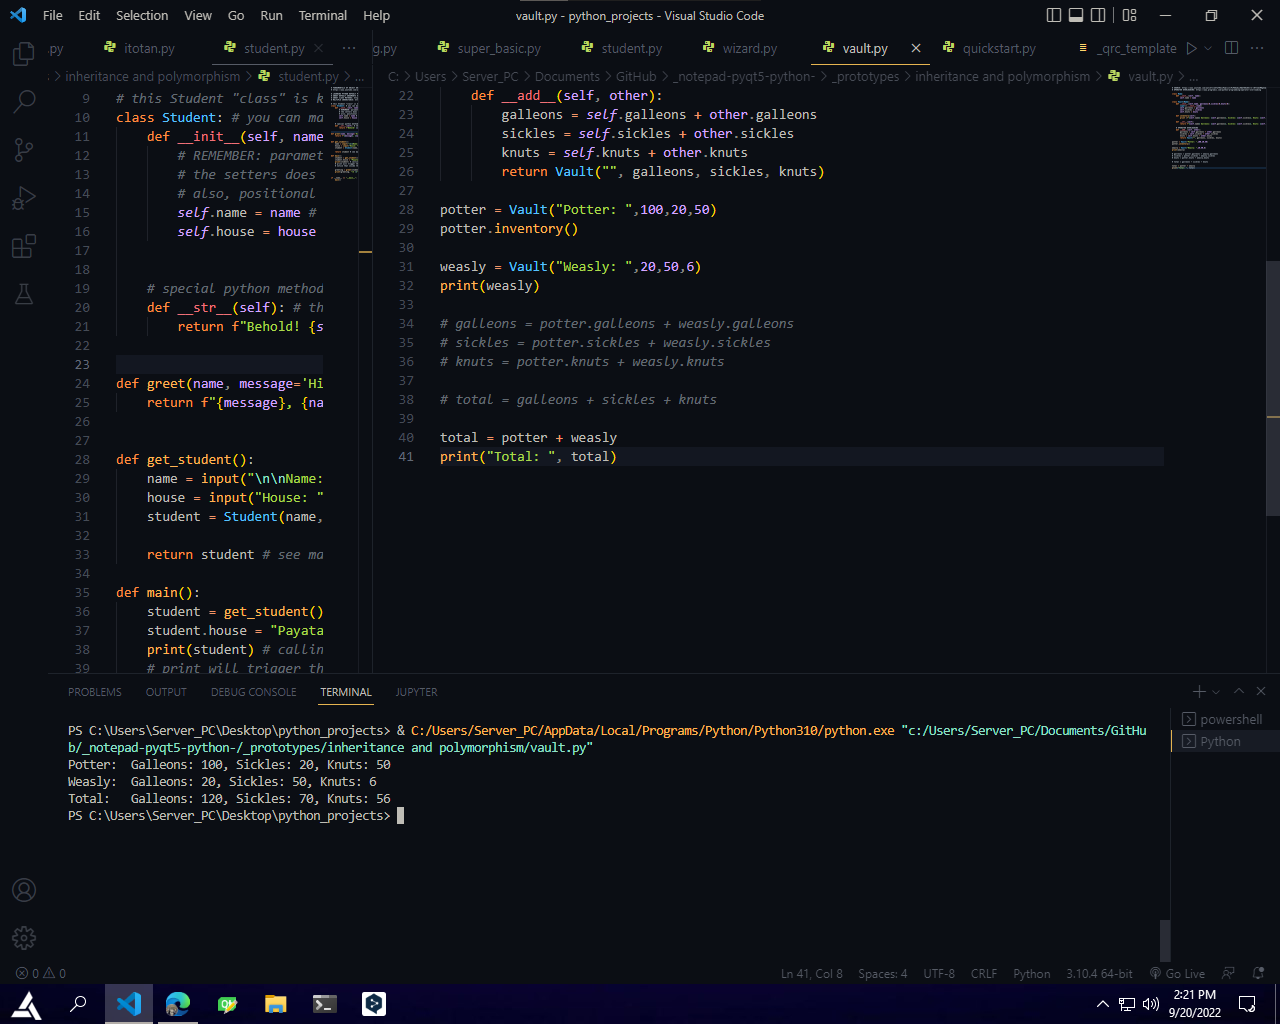 File Edit Selection View Go Run Terminal Help
vault.py - python_projects - Visual Studio Code
.py itotan.py student.py ...
g.py super_basic.py student.py wizard.py vault.py quickstart.py _qrc_template
s > inheritance and polymorphism > student.py > ...
C: > Users > Server_PC > Documents > GitHub > _notepad-pyqt5-python- > _prototypes > inheritance and polymorphism > vault.py > ...
9 # this Student "class" is k
10 class Student: # you can ma
11 def __init__(self, name
12 # REMEMBER: paramet
13 # the setters does
14 # also, positional
15 self.name = name #
16 self.house = house
17
18
19 # special python method
20 def __str__(self): # th
21 return f"Behold! {s
22
23
24 def greet(name, message='Hi
25 return f"{message}, {na
26
27
28 def get_student():
29 name = input("\n\nName:
30 house = input("House: "
31 student = Student(name,
32
33 return student # see ma
34
35 def main():
36 student = get_student()
37 student.house = "Payata
38 print(student) # callin
39 # print will trigger th
22 def __add__(self, other):
23 galleons = self.galleons + other.galleons
24 sickles = self.sickles + other.sickles
25 knuts = self.knuts + other.knuts
26 return Vault("", galleons, sickles, knuts)
27
28 potter = Vault("Potter: ",100,20,50)
29 potter.inventory()
30
31 weasly = Vault("Weasly: ",20,50,6)
32 print(weasly)
33
34 # galleons = potter.galleons + weasly.galleons
35 # sickles = potter.sickles + weasly.sickles
36 # knuts = potter.knuts + weasly.knuts
37
38 # total = galleons + sickles + knuts
39
40 total = potter + weasly
41 print("Total: ", total)
PROBLEMS OUTPUT DEBUG CONSOLE TERMINAL JUPYTER
PS C:\Users\Server_PC\Desktop\python_projects> & C:/Users/Server_PC/AppData/Local/Programs/Python/Python310/python.exe "c:/Users/Server_PC/Documents/GitHu
b/_notepad-pyqt5-python-/_prototypes/inheritance and polymorphism/vault.py"
Potter:  Galleons: 100, Sickles: 20, Knuts: 50
Weasly:  Galleons: 20, Sickles: 50, Knuts: 6
Total:   Galleons: 120, Sickles: 70, Knuts: 56
PS C:\Users\Server_PC\Desktop\python_projects>
powershell
Python
0 0 Ln 41, Col 8 Spaces: 4 UTF-8 CRLF Python 3.10.4 64-bit Go Live
2:21 PM
9/20/2022